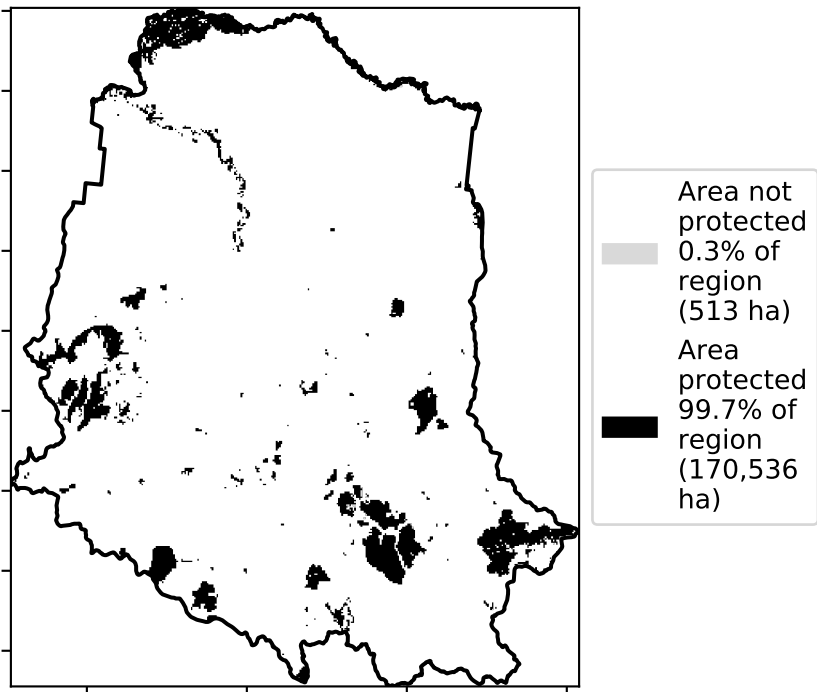 Area not
protected
0.3% of
region
(513 ha)
Area
protected
99.7% of
region
(170,536
ha)